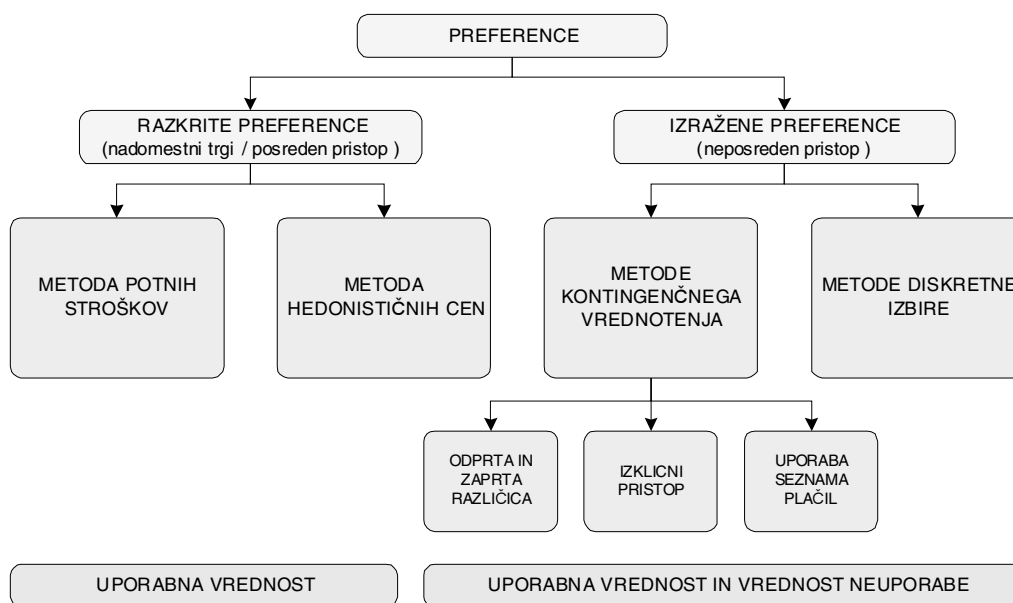 PREFERENCE
RAZKRITE PREFERENCE
(nadomestni trgi / posreden pristop )
IZRAŽENE PREFERENCE
(neposreden pristop )
METODA POTNIH
STROŠKOV
METODA
HEDONISTIČNIH CEN
METODE
KONTINGENČNEGA
VREDNOTENJA
METODE DISKRETNE
IZBIRE
ODPRTA IN
ZAPRTA
RAZLIČICA
IZKLICNI
PRISTOP
UPORABA
SEZNAMA
PLAČIL
UPORABNA VREDNOST
UPORABNA VREDNOST IN VREDNOST NEUPORABE